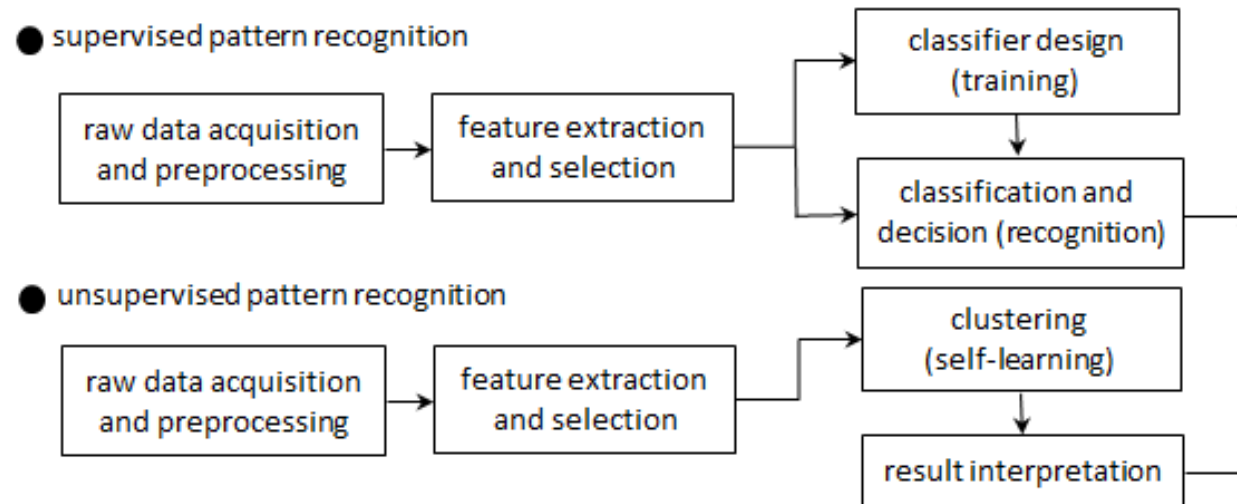 supervised pattern recognition
raw data acquisition
and preprocessing
feature extraction
and selection
classifier design
(training)
classification and
decision (recognition)
unsupervised pattern recognition
raw data acquisition
and preprocessing
feature extraction
and selection
clustering
(self-learning)
result interpretation